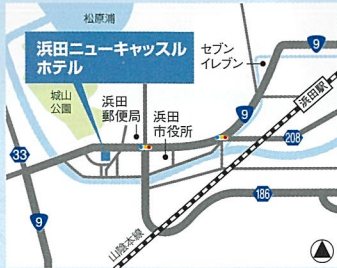 松原浦
浜田ニューキャッスル
ホテル
セブン
イレブン
9
城山
公園
浜田
郵便局
浜田
市役所
9
浜田駅
208
33
186
9
山陰本線